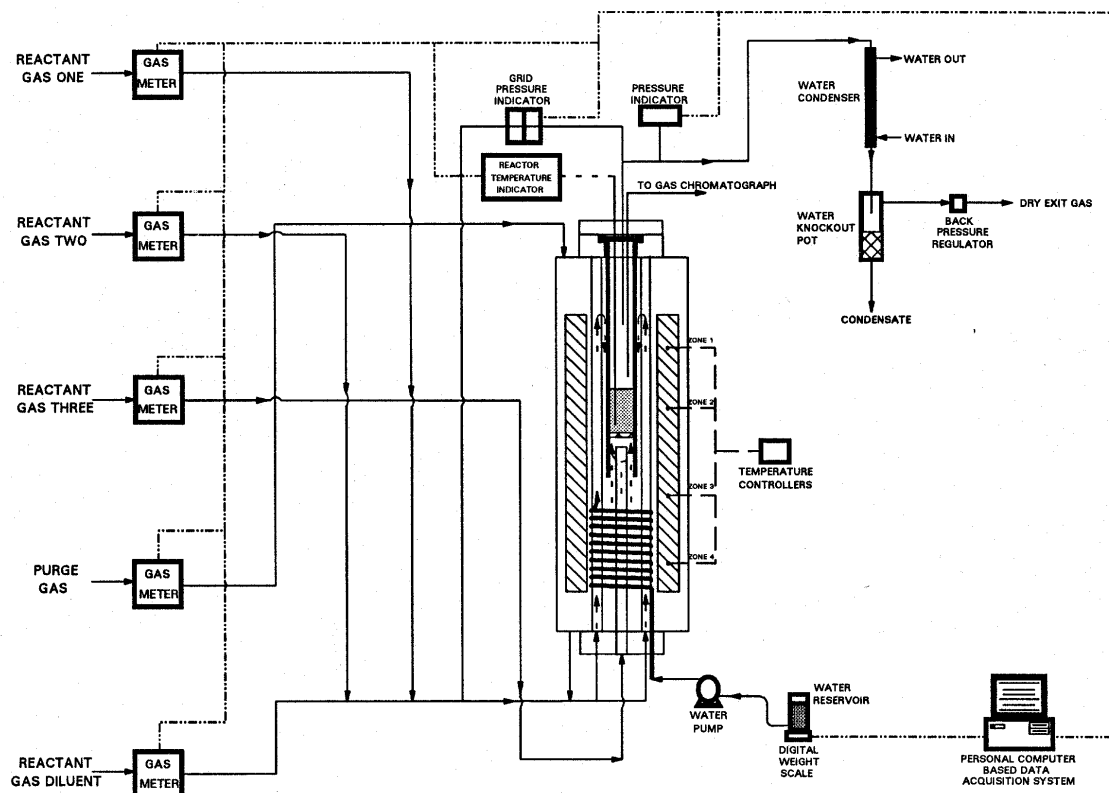 REACTANT
GAS ONE
GAS
METER
REACTANT
GAS TWO
GAS
METER
REACTANT
GAS THREE
GAS
METER
PURGE
GAS
GAS
METER
REACTANT
GAS DILUENT
GAS
METER
GRID
PRESSURE
INDICATOR
PRESSURE
INDICATOR
REACTOR
TEMPERATURE
INDICATOR
TO GAS CHROMATOGRAPH
WATER OUT
WATER
CONDENSER
WATER IN
WATER
KNOCKOUT
POT
BACK
PRESSURE
REGULATOR
DRY EXIT GAS
CONDENSATE
ZONE 1
ZONE 2
ZONE 3
ZONE 4
TEMPERATURE
CONTROLLERS
WATER
PUMP
WATER
RESERVOIR
DIGITAL
WEIGHT
SCALE
PERSONAL COMPUTER
BASED DATA
ACQUISITION SYSTEM